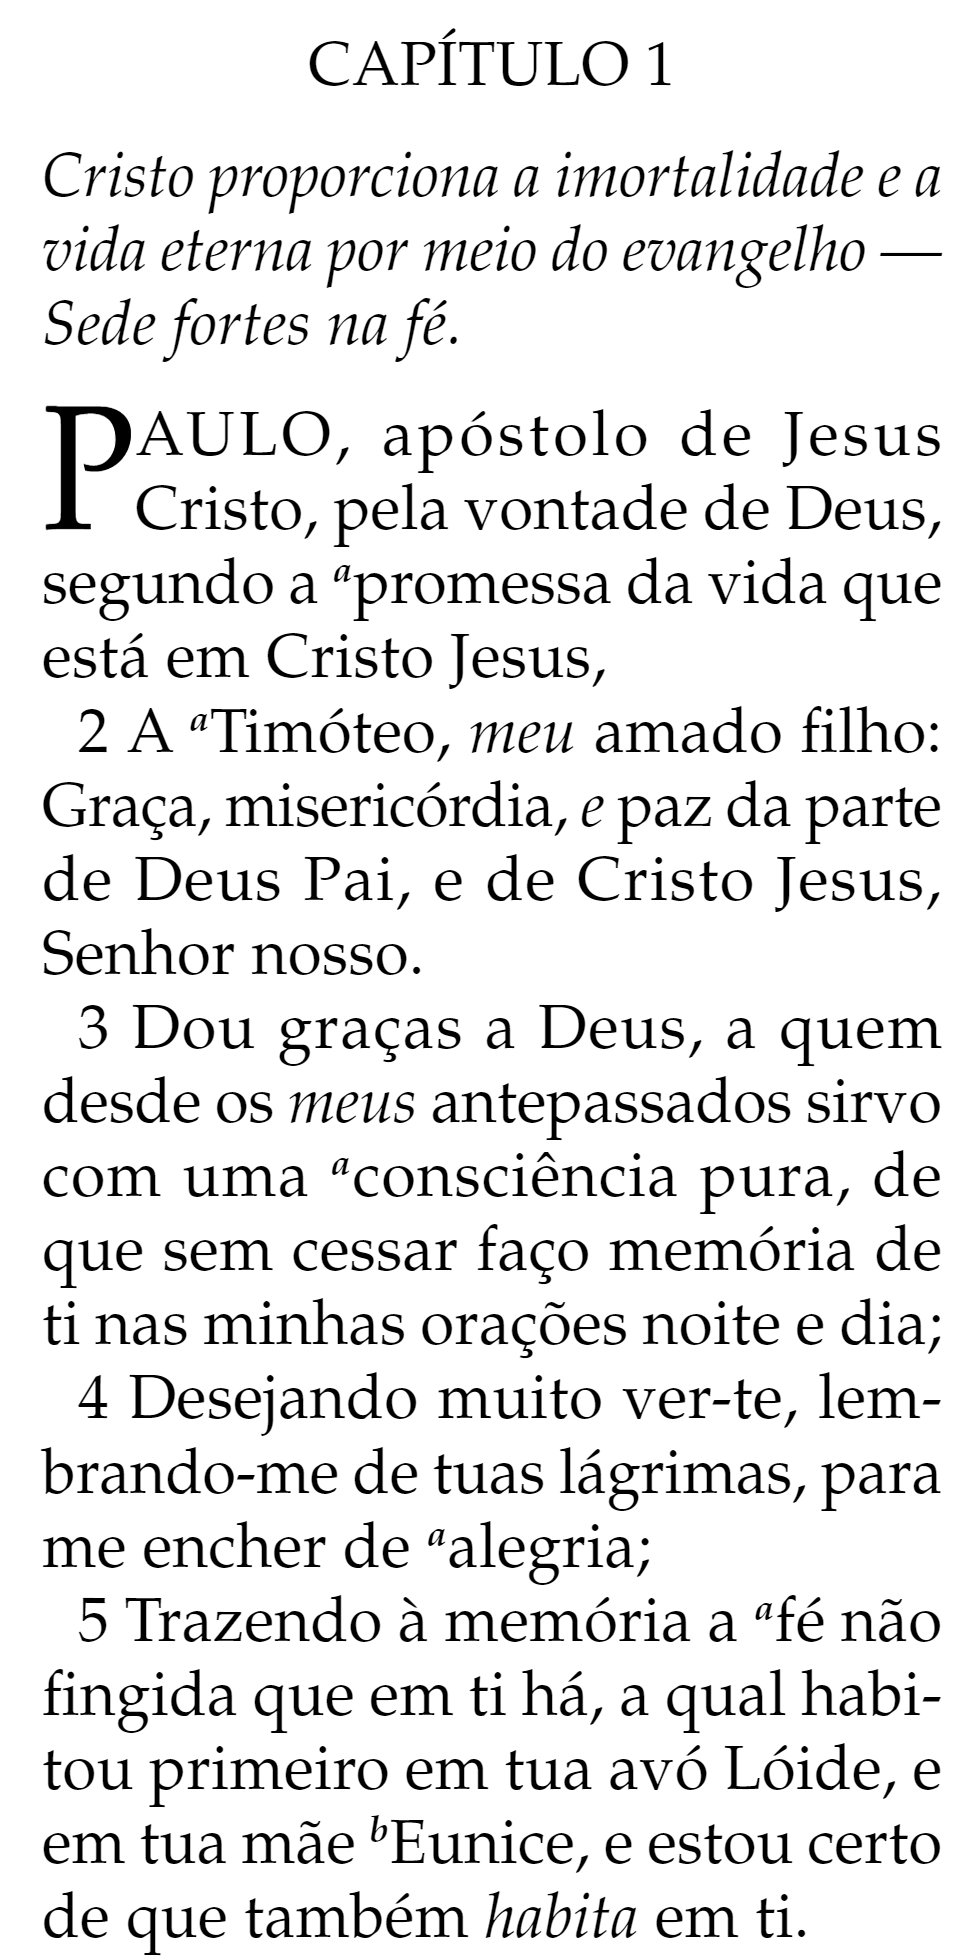 CAPÍTULO 1
Cristo proporciona a imortalidade e a
vida eterna por meio do evangelho —
Sede fortes na fé.
PAULO, apóstolo de Jesus
Cristo, pela vontade de Deus,
segundo a ᵃpromessa da vida que
está em Cristo Jesus,
2 A ᵃTimóteo, meu amado filho:
Graça, misericórdia, e paz da parte
de Deus Pai, e de Cristo Jesus,
Senhor nosso.
3 Dou graças a Deus, a quem
desde os meus antepassados sirvo
com uma ᵃconsciência pura, de
que sem cessar faço memória de
ti nas minhas orações noite e dia;
4 Desejando muito ver-te, lem-
brando-me de tuas lágrimas, para
me encher de ᵃalegria;
5 Trazendo à memória a ᵃfé não
fingida que em ti há, a qual habi-
tou primeiro em tua avó Lóide, e
em tua mãe ᵇEunice, e estou certo
de que também habita em ti.